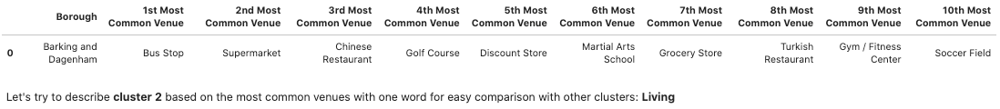 Borough 1st Most Common Venue 2nd Most Common Venue 3rd Most Common Venue 4th Most Common Venue 5th Most Common Venue 6th Most Common Venue 7th Most Common Venue 8th Most Common Venue 9th Most Common Venue 10th Most Common Venue
0 Barking and Dagenham Bus Stop Supermarket Chinese Restaurant Golf Course Discount Store Martial Arts School Grocery Store Turkish Restaurant Gym / Fitness Center Soccer Field
Let's try to describe cluster 2 based on the most common venues with one word for easy comparison with other clusters: Living